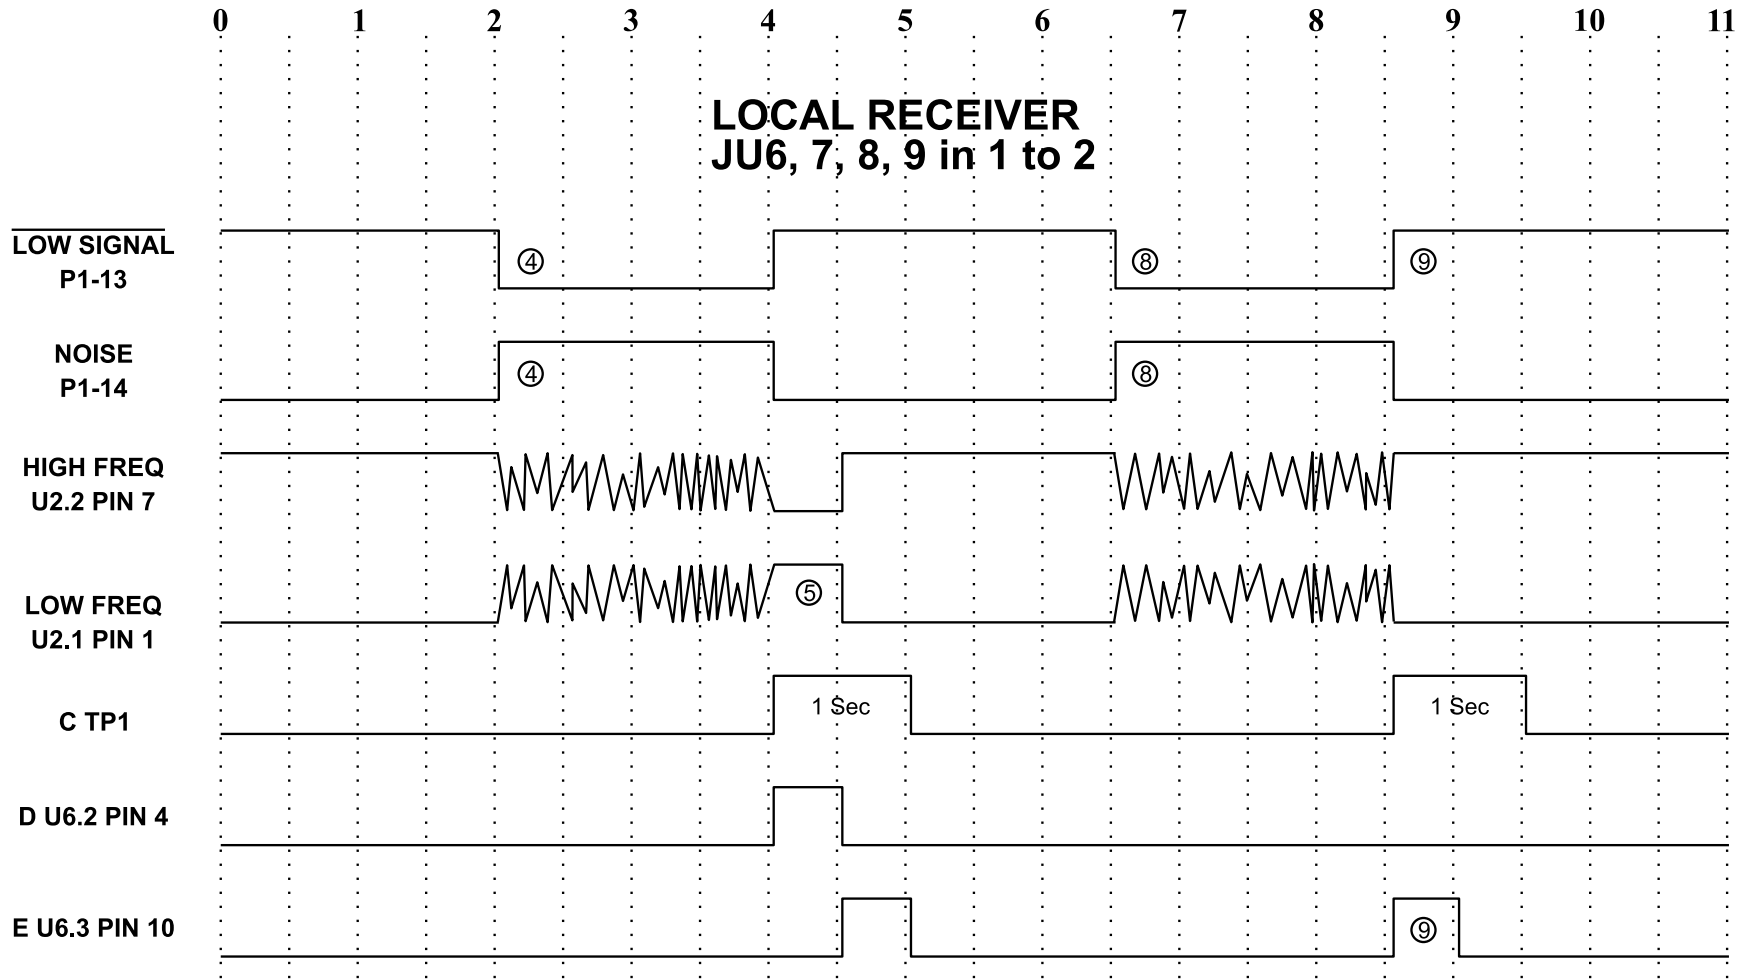 0 1 2 3 4 5 6 7 8 9 10 11
LOCAL RECEIVER
JU6, 7, 8, 9 in 1 to 2
LOW SIGNAL
P1-13
④ ⑧ ⑨
NOISE
P1-14
④ ⑧
HIGH FREQ
U2.2 PIN 7
LOW FREQ
U2.1 PIN 1
⑤
C TP1
1 Sec 1 Sec
D U6.2 PIN 4
E U6.3 PIN 10
⑨